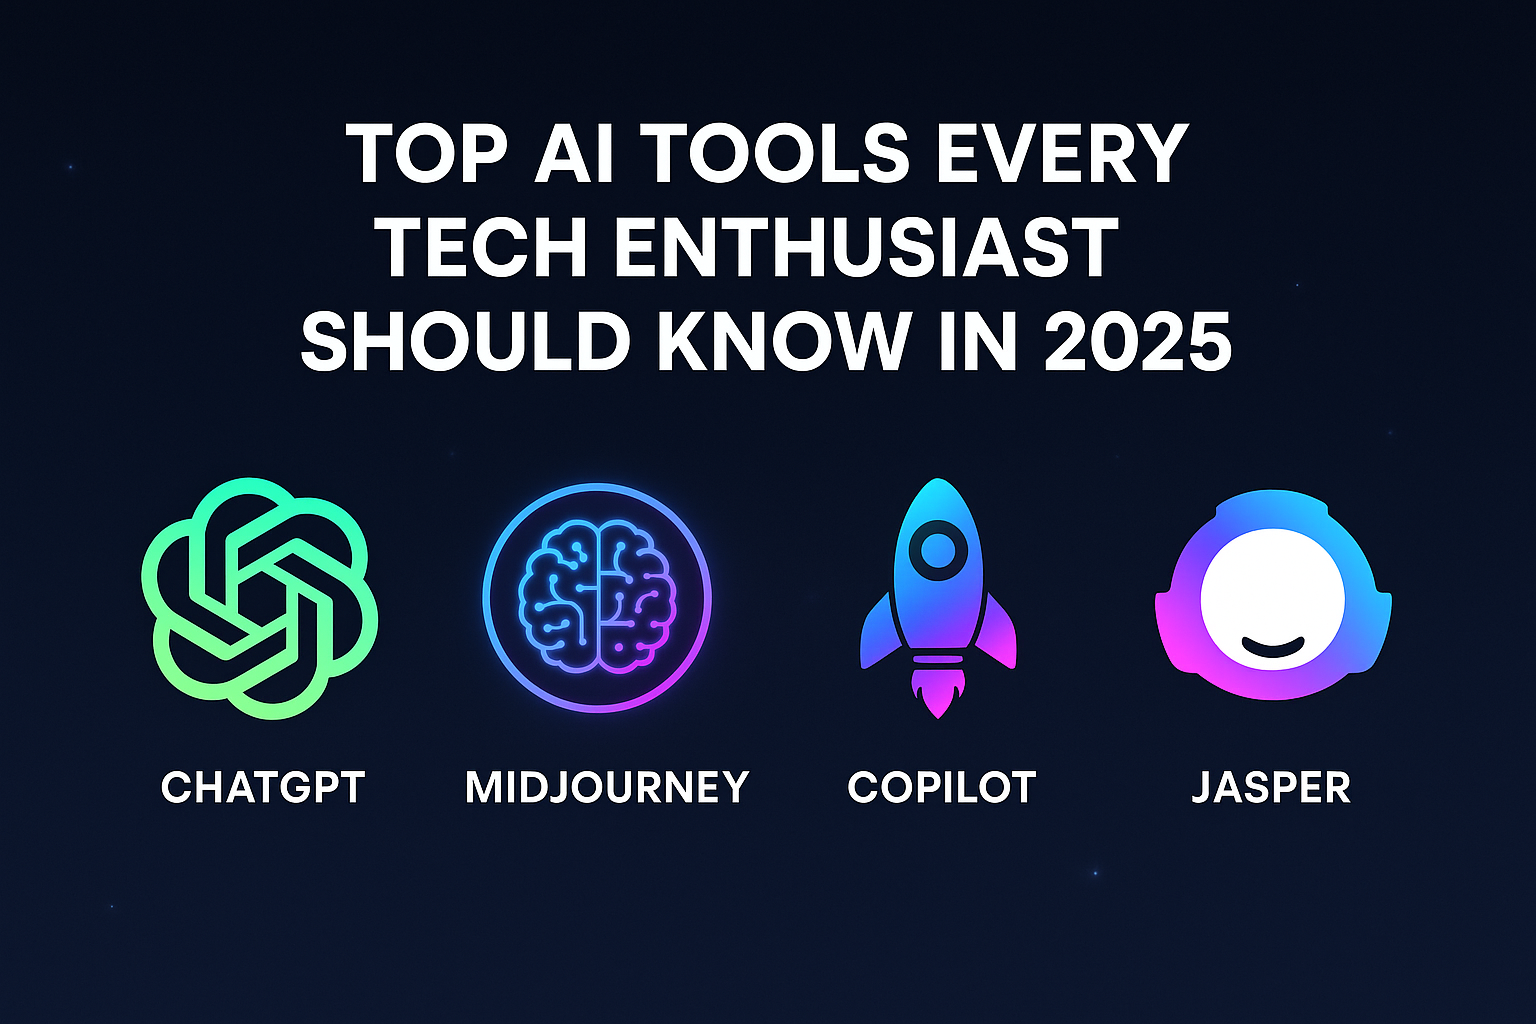 TOP AI TOOLS EVERY
TECH ENTHUSIAST
SHOULD KNOW IN 2025
CHATGPT
MIDJOURNEY
COPILOT
JASPER